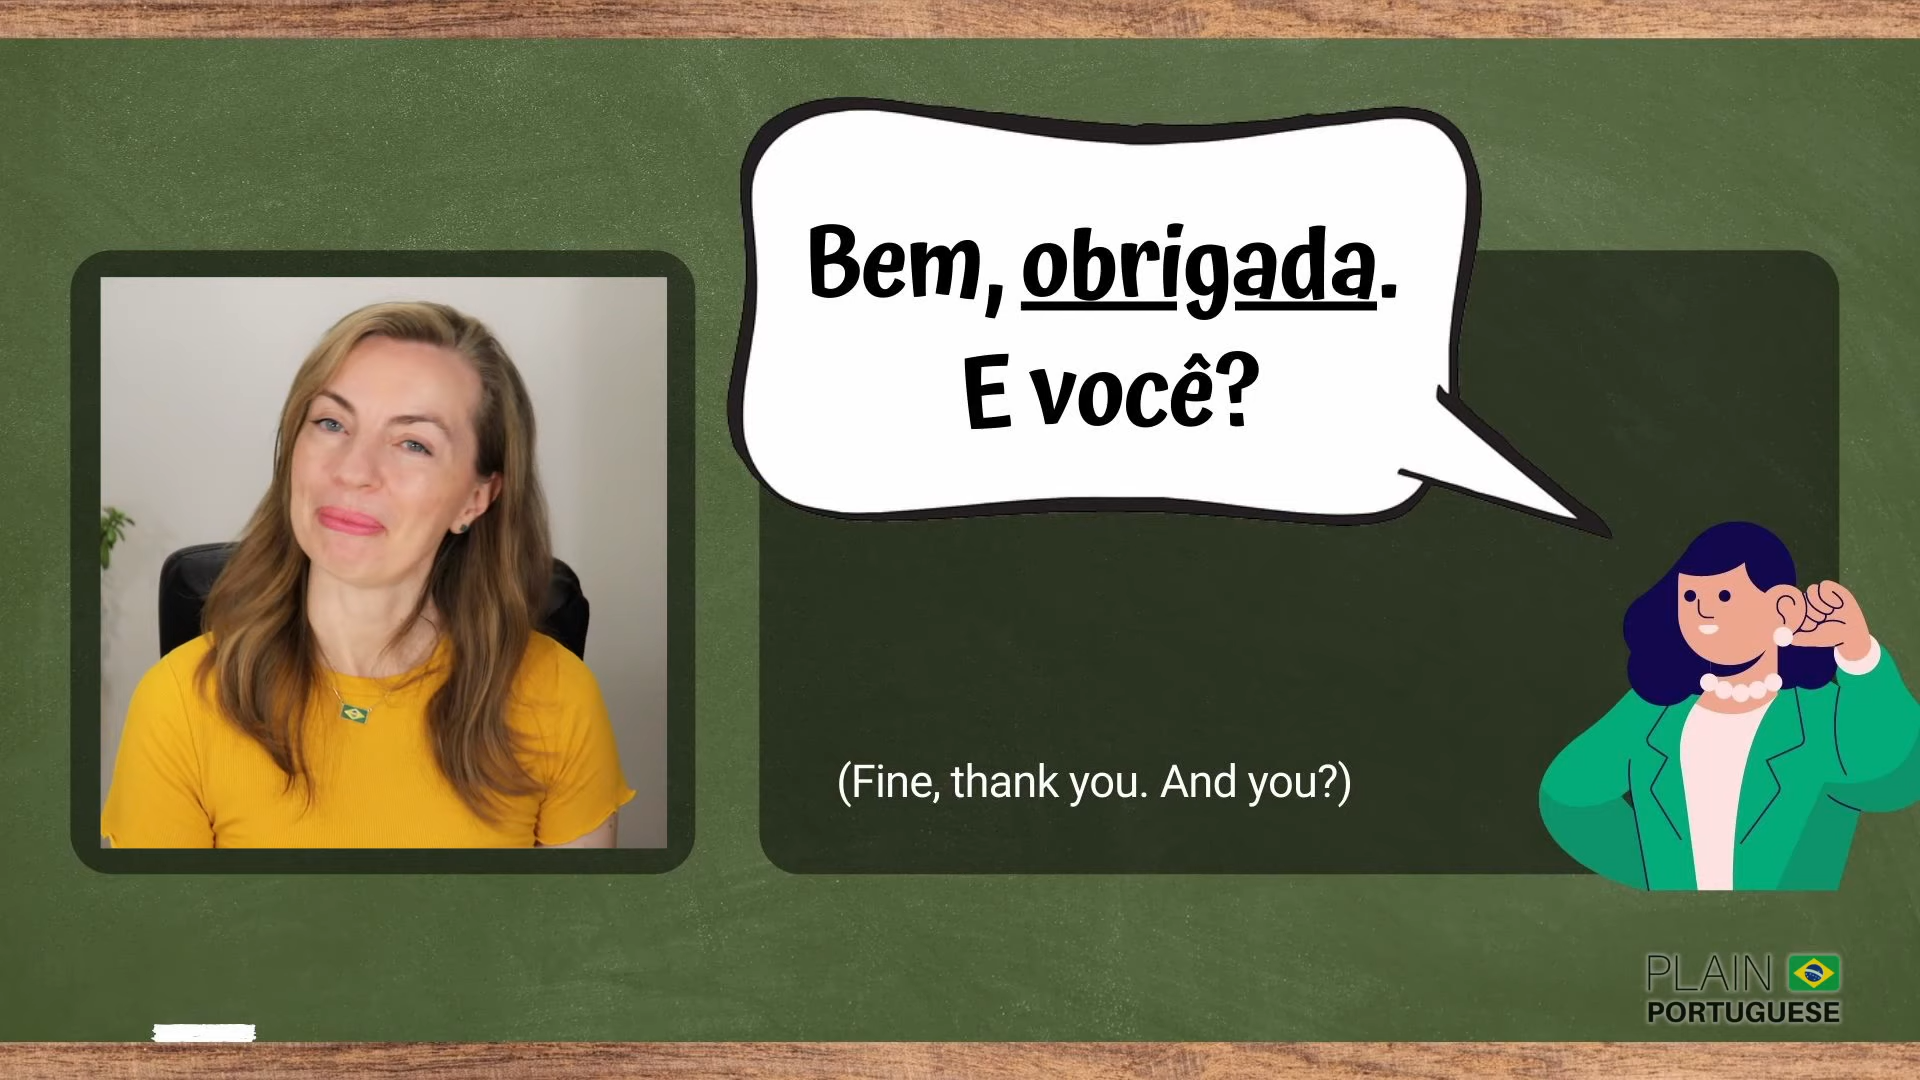 Bem, obrigada.
E você?
(Fine, thank you. And you?)
PLAIN
PORTUGUESE